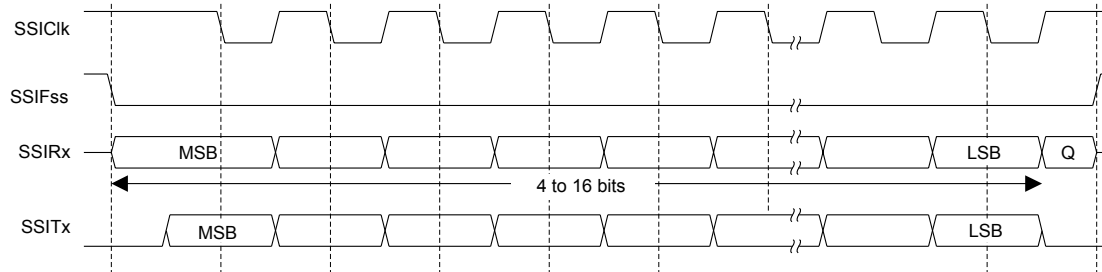 SSIClk
SSIFss
SSIRx MSB LSB Q
4 to 16 bits
SSITx MSB LSB